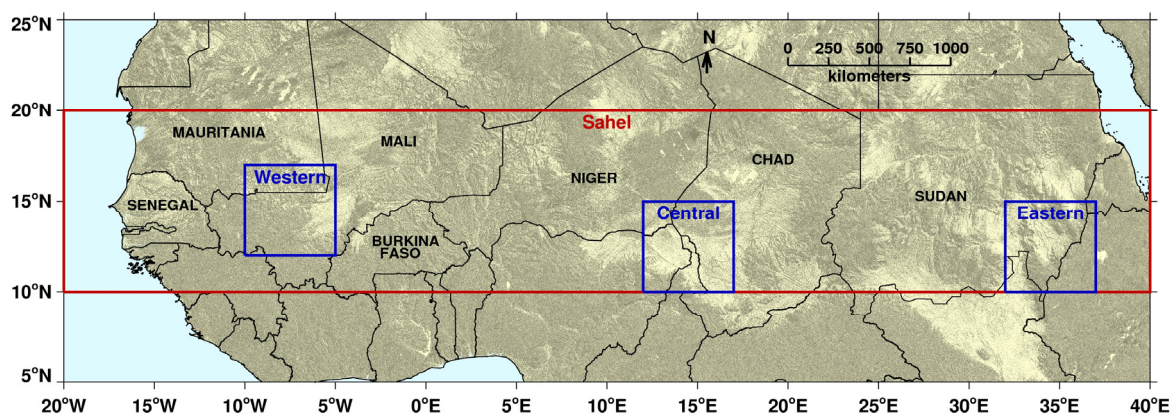 25°N
N
0 250 500 750 1000
kilometers
20°N
Sahel
MAURITANIA
MALI
CHAD
Western
NIGER
15°N
SENEGAL
SUDAN
Central
Eastern
BURKINA
FASO
10°N
5°N
20°W 15°W 10°W 5°W 0°E 5°E 10°E 15°E 20°E 25°E 30°E 35°E 40°E